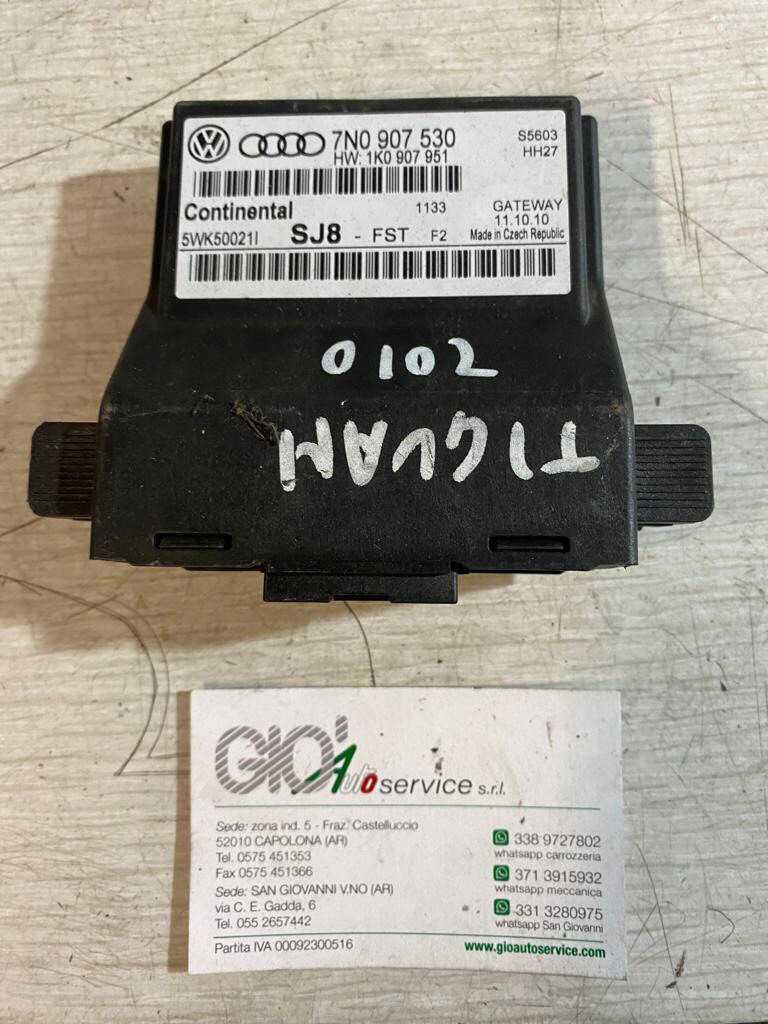 7N0 907 530
HW: 1K0 907 951
S5603
HH27
Continental
1133
GATEWAY
11.10.10
5WK50021I SJ8 - FST F2 Made in Czech Republic
2010
TIGUAN
GIO' Auto service s.r.l.
Sede: zona ind. 5 - Fraz. Castelluccio
52010 CAPOLONA (AR)
Tel. 0575 451353
Fax 0575 451366
Sede: SAN GIOVANNI V.NO (AR)
via C. E. Gadda, 6
Tel. 055 2657442
Partita IVA 00092300516
338 9727802
whatsapp carrozzeria
371 3915932
whatsapp meccanica
331 3280975
whatsapp San Giovanni
www.gioautoservice.com